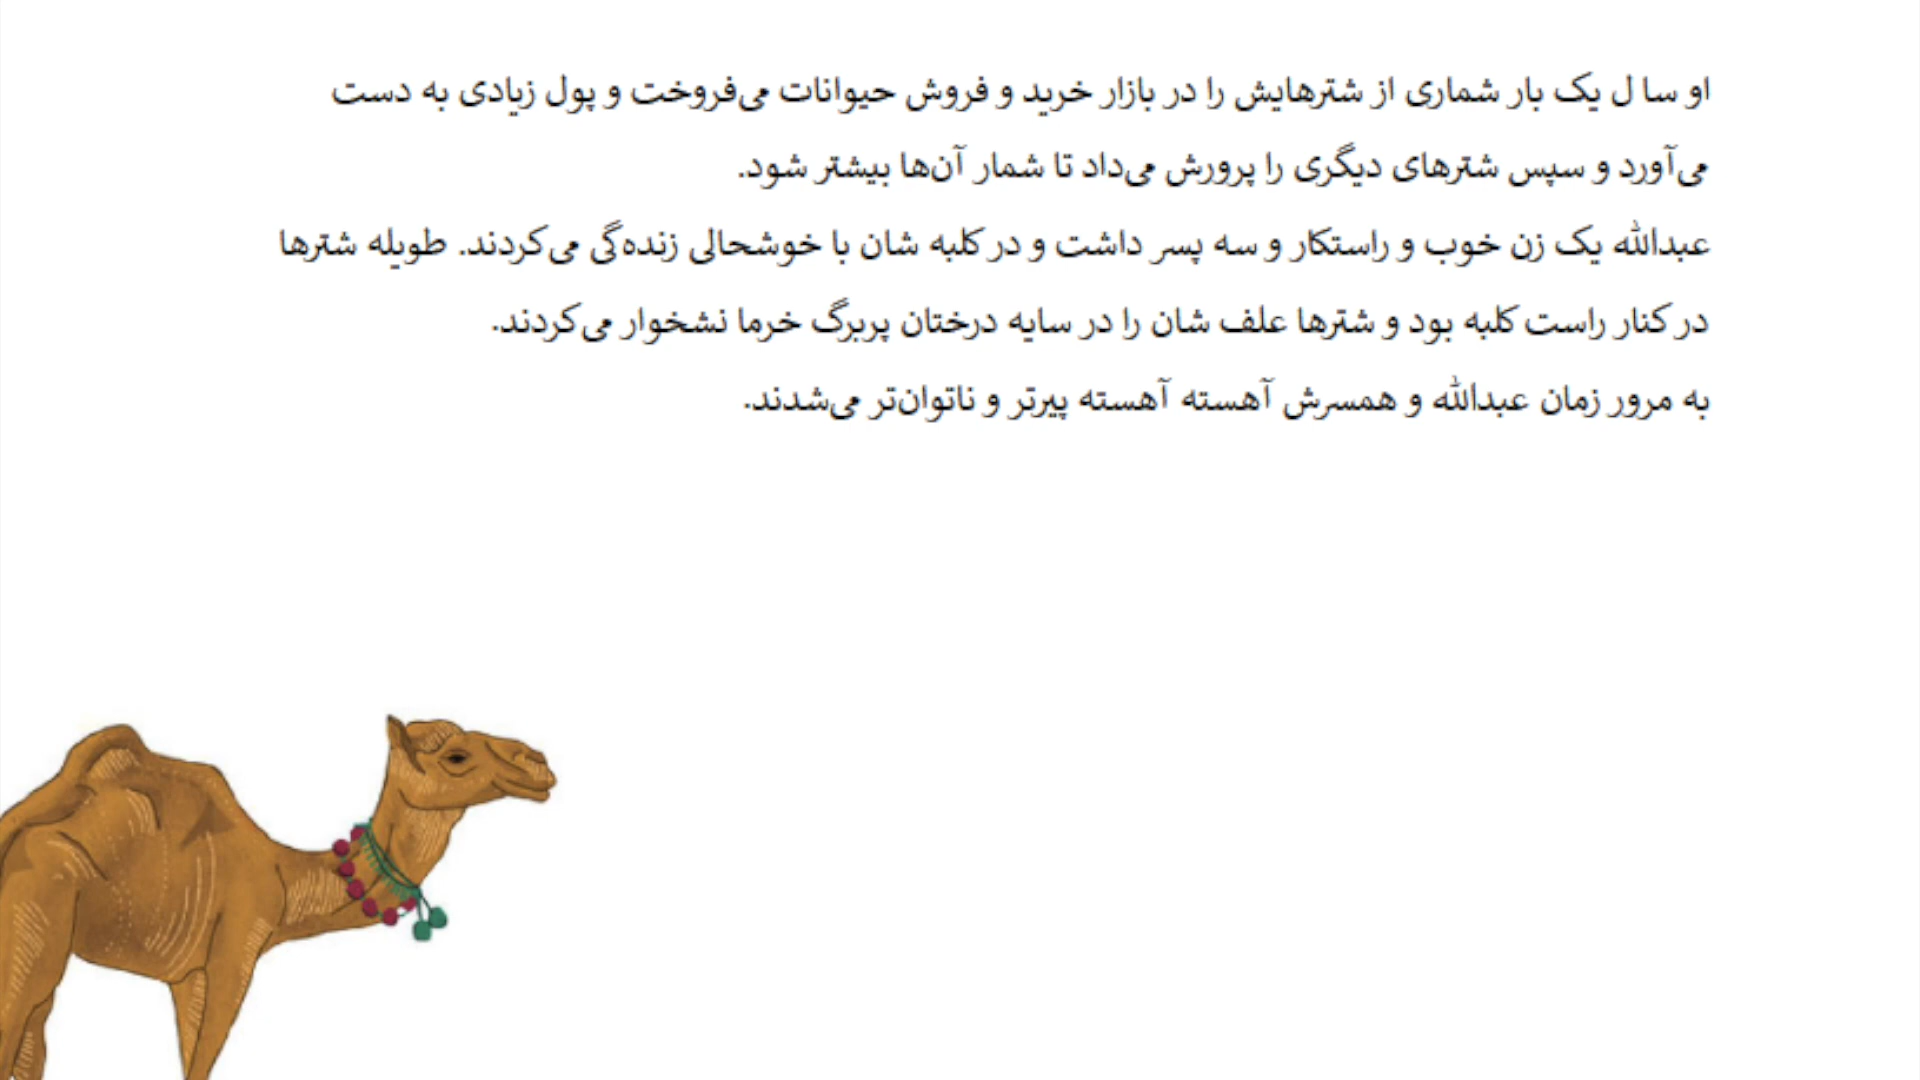 او سا ل یک بار شماری از شترهایش را در بازار خرید و فروش حیوانات می‌فروخت و پول زیادی به دست
می‌آورد و سپس شترهای دیگری را پرورش می‌داد تا شمار آن‌ها بیشتر شود.
عبدالله یک زن خوب و راستکار و سه پسر داشت و در کلبه شان با خوشحالی زنده‌گی می‌کردند. طویله شترها
در کنار راست کلبه بود و شترها علف شان را در سایه درختان پربرگ خرما نشخوار می‌کردند.
به مرور زمان عبدالله و همسرش آهسته آهسته پیرتر و ناتوان‌تر می‌شدند.